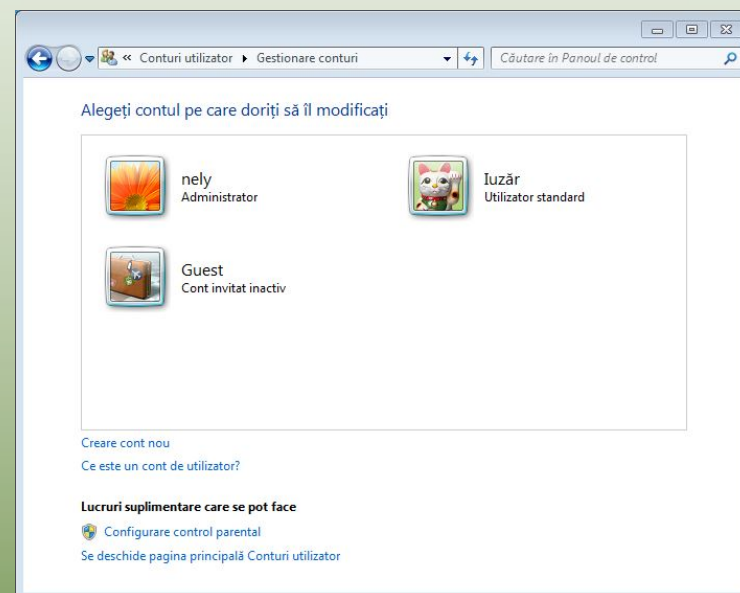 « Conturi utilizator Gestionare conturi Căutare în Panoul de control
Alegeți contul pe care doriți să îl modificați
nely
Administrator
Iuzăr
Utilizator standard
Guest
Cont invitat inactiv
Creare cont nou
Ce este un cont de utilizator?
Lucruri suplimentare care se pot face
Configurare control parental
Se deschide pagina principală Conturi utilizator